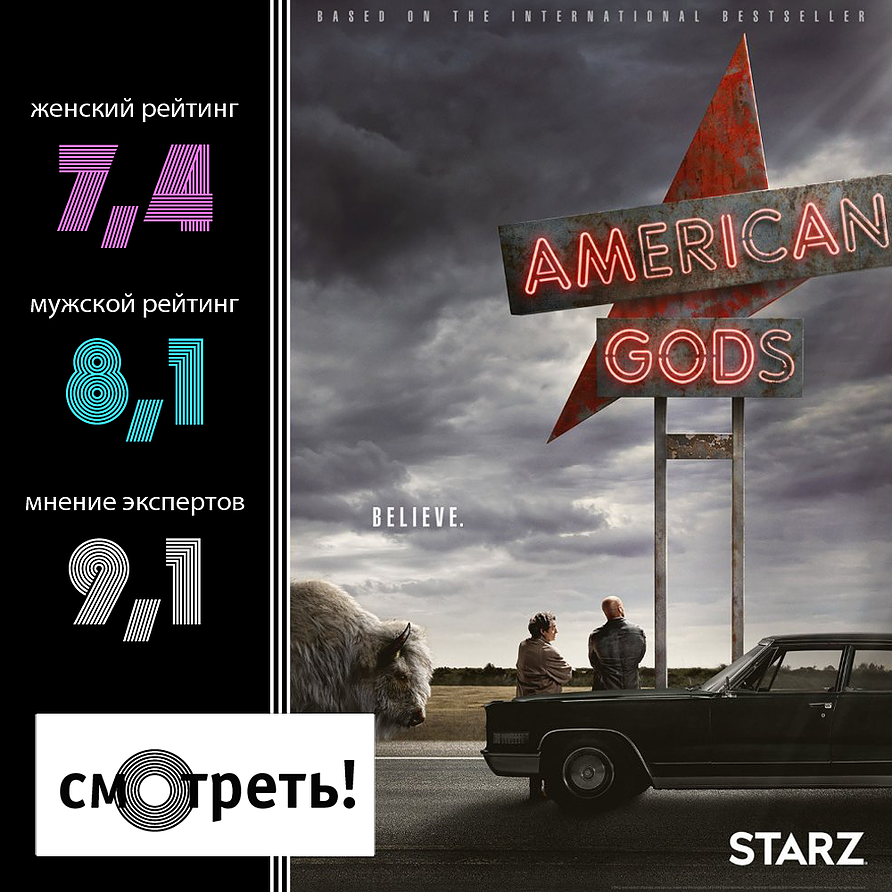 BASED ON THE INTERNATIONAL BESTSELLER
женский рейтинг
7,4
мужской рейтинг
8,1
мнение экспертов
9,1
смотреть!
AMERICAN
GODS
BELIEVE.
STARZ